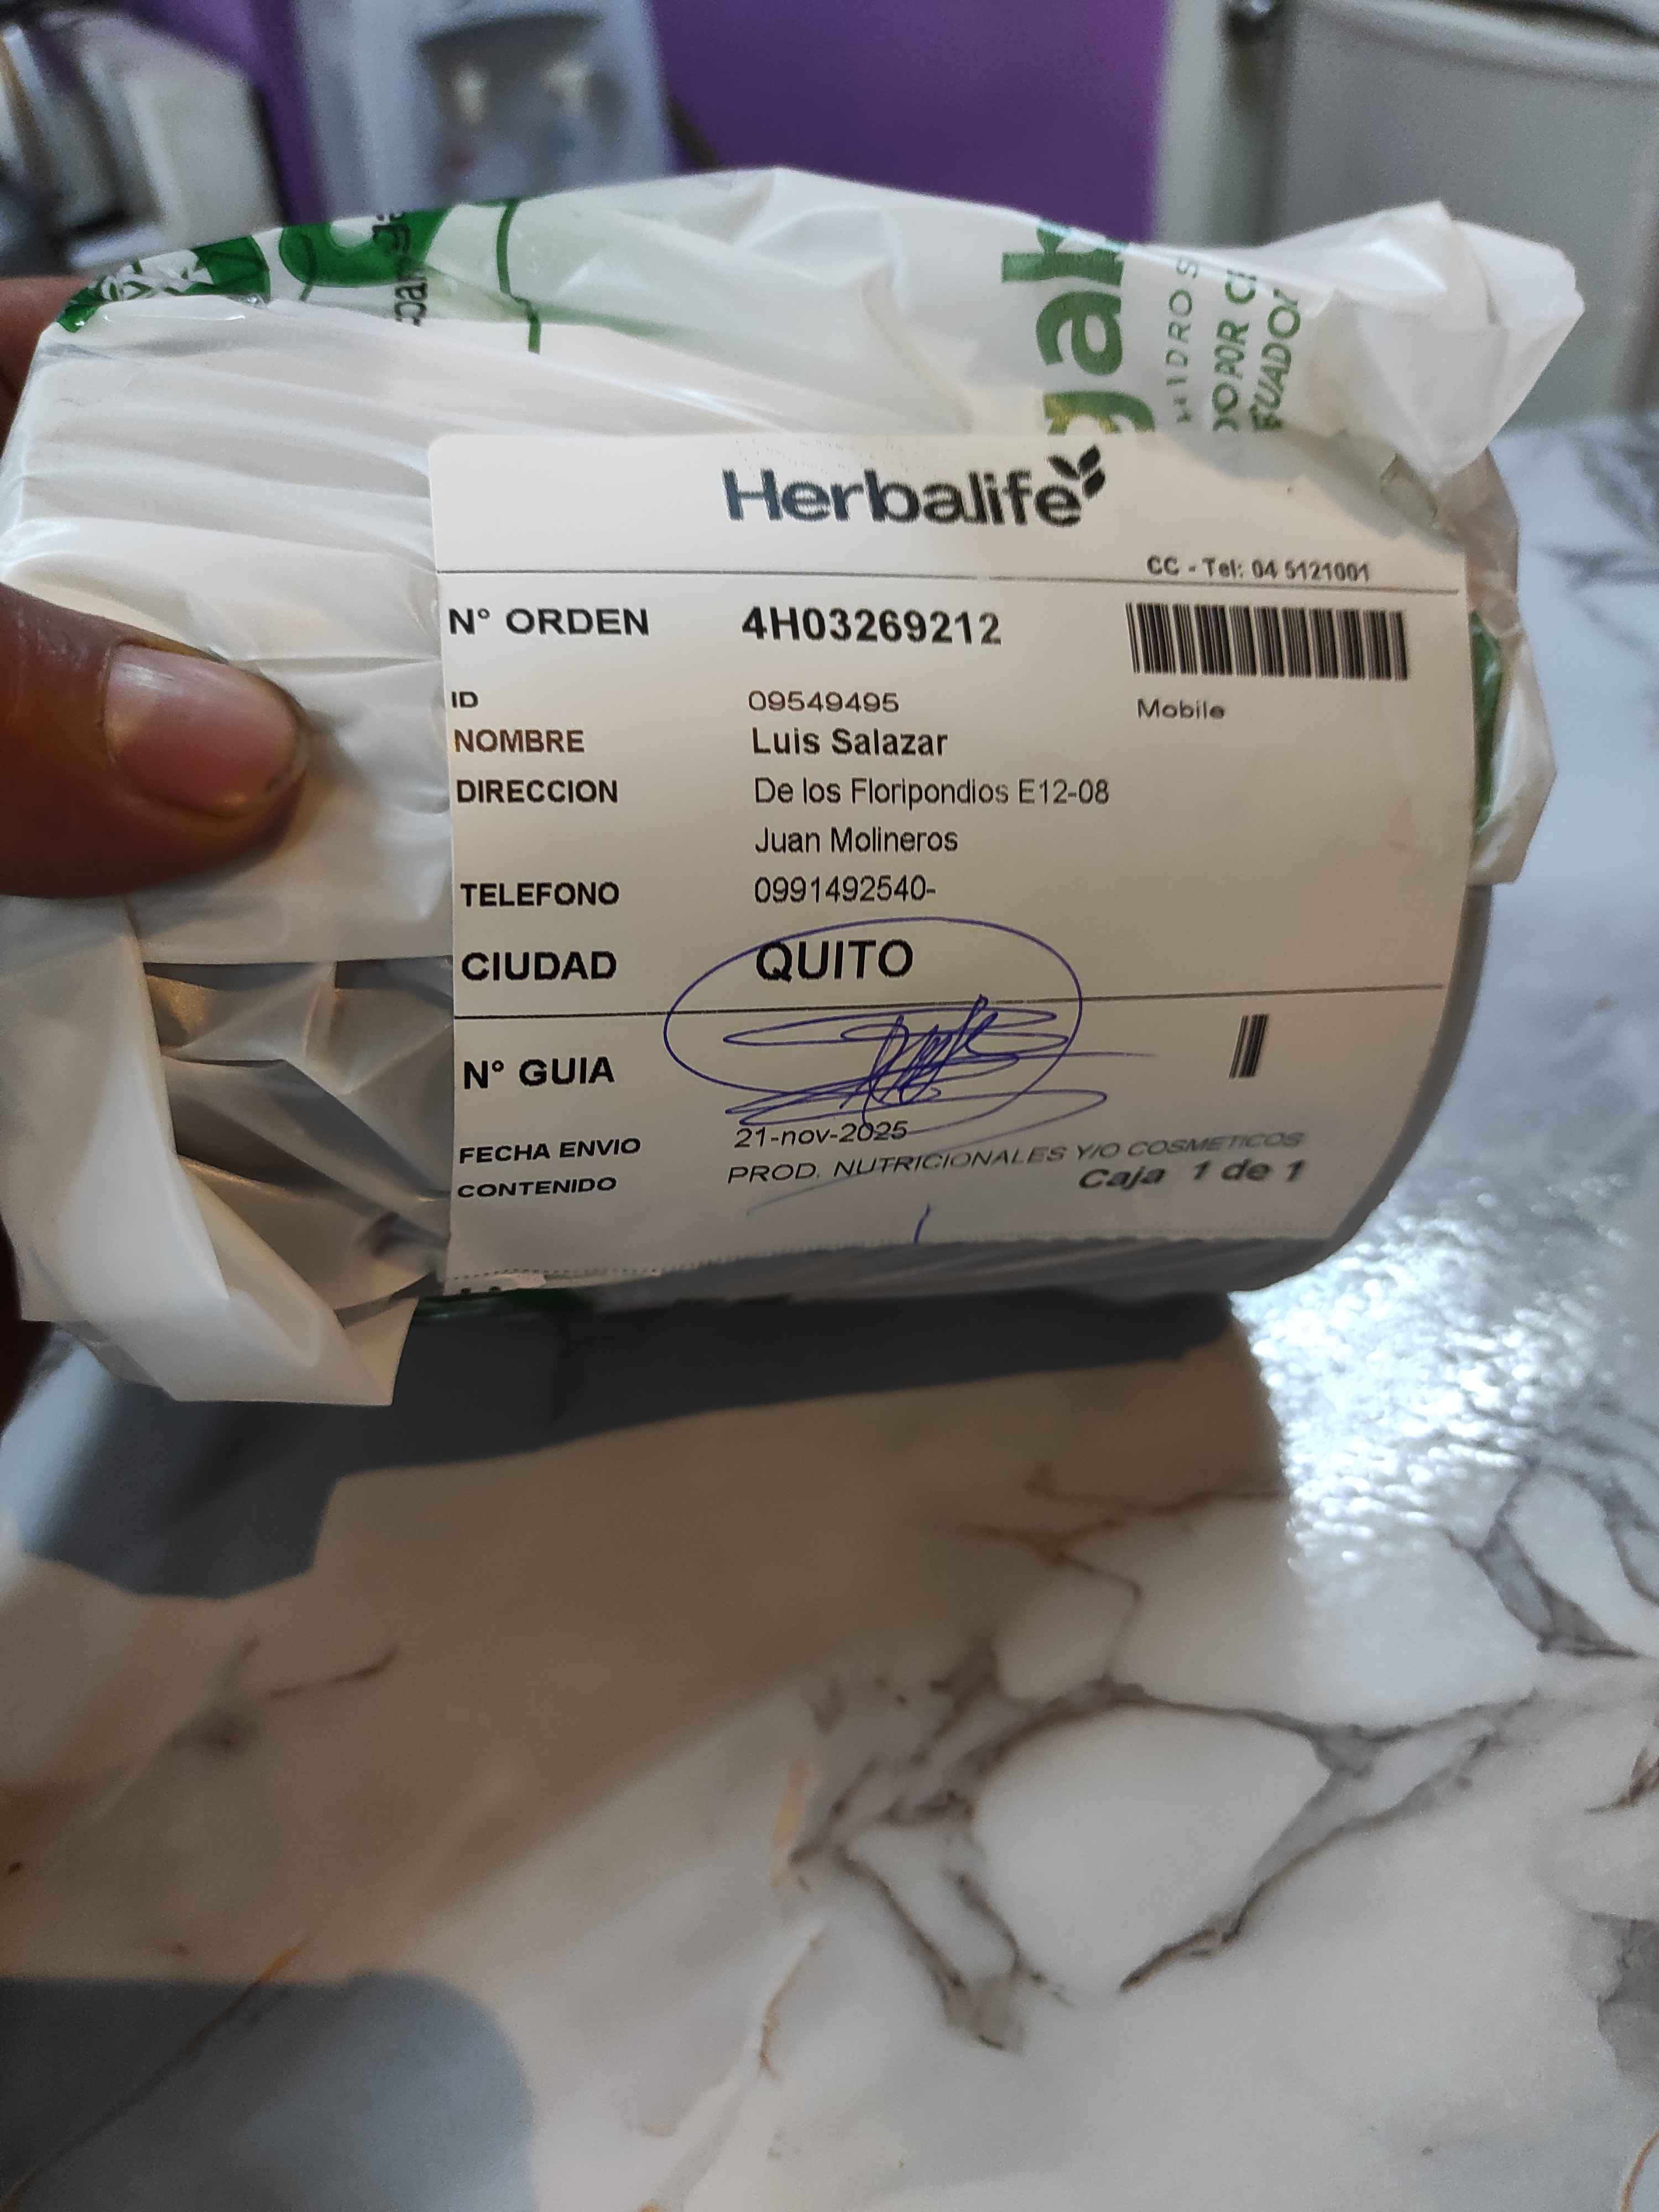 Herbalife
CC - Tel: 04 5121001
N° ORDEN 4H03269212
ID 09549495 Mobile
NOMBRE Luis Salazar
DIRECCION De los Floripondios E12-08
Juan Molineros
TELEFONO 0991492540-
CIUDAD QUITO
N° GUIA
FECHA ENVIO 21-nov-2025
CONTENIDO PROD. NUTRICIONALES Y/O COSMETICOS
Caja 1 de 1